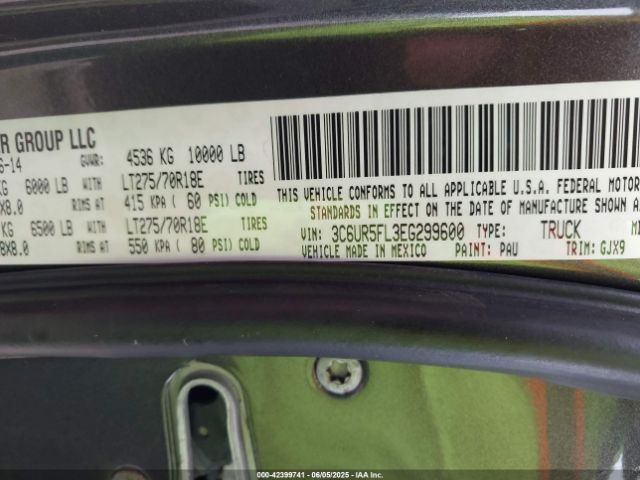 R GROUP LLC
-14 GVWR: 4536 KG 10000 LB
KG 6000 LB WITH LT275/70R18E TIRES
X8.0 RIMS AT 415 KPA ( 60 PSI) COLD
KG 6500 LB WITH LT275/70R18E TIRES
8X8.0 RIMS AT 550 KPA ( 80 PSI) COLD
THIS VEHICLE CONFORMS TO ALL APPLICABLE U.S.A. FEDERAL MOTOR
STANDARDS IN EFFECT ON THE DATE OF MANUFACTURE SHOWN A
VIN: 3C6UR5FL3EG299600 TYPE: TRUCK
VEHICLE MADE IN MEXICO PAINT: PAU TRIM: GJX9
000-42399741 - 06/05/2025 - IAA Inc.